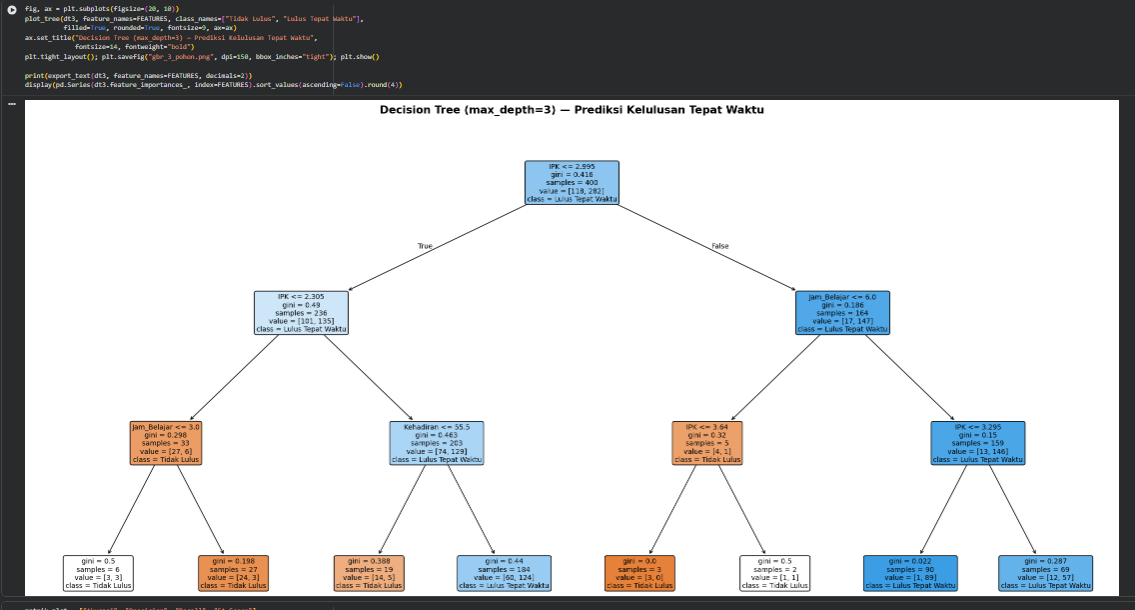 fig, ax = plt.subplots(figsize=(20, 10))
plot_tree(dt3, feature_names=FEATURES, class_names=["Tidak Lulus", "Lulus Tepat Waktu"],
filled=True, rounded=True, fontsize=9, ax=ax)
ax.set_title("Decision Tree (max_depth=3) — Prediksi Kelulusan Tepat Waktu",
fontsize=14, fontweight="bold")
plt.tight_layout(); plt.savefig("gbr_3_pohon.png", dpi=150, bbox_inches="tight"); plt.show()
print(export_text(dt3, feature_names=FEATURES, decimals=2))
display(pd.Series(dt3.feature_importances_, index=FEATURES).sort_values(ascending=False).round(4))
Decision Tree (max_depth=3) — Prediksi Kelulusan Tepat Waktu
IPK <= 2.995
gini = 0.416
samples = 400
value = [118, 282]
class = Lulus Tepat Waktu
True
False
IPK <= 2.305
gini = 0.49
samples = 236
value = [101, 135]
class = Lulus Tepat Waktu
Jam_Belajar <= 6.0
gini = 0.186
samples = 164
value = [17, 147]
class = Lulus Tepat Waktu
Jam_Belajar <= 3.0
gini = 0.298
samples = 33
value = [27, 6]
class = Tidak Lulus
Kehadiran <= 55.5
gini = 0.463
samples = 203
value = [74, 129]
class = Lulus Tepat Waktu
IPK <= 3.64
gini = 0.32
samples = 5
value = [4, 1]
class = Tidak Lulus
IPK <= 3.295
gini = 0.15
samples = 159
value = [13, 146]
class = Lulus Tepat Waktu
gini = 0.5
samples = 6
value = [3, 3]
class = Tidak Lulus
gini = 0.198
samples = 27
value = [24, 3]
class = Tidak Lulus
gini = 0.388
samples = 19
value = [14, 5]
class = Tidak Lulus
gini = 0.44
samples = 184
value = [60, 124]
class = Lulus Tepat Waktu
gini = 0.0
samples = 3
value = [3, 0]
class = Tidak Lulus
gini = 0.5
samples = 2
value = [1, 1]
class = Tidak Lulus
gini = 0.022
samples = 90
value = [1, 89]
class = Lulus Tepat Waktu
gini = 0.287
samples = 69
value = [12, 57]
class = Lulus Tepat Waktu